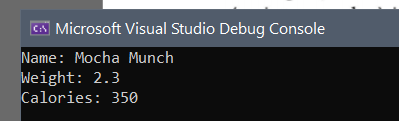 Microsoft Visual Studio Debug Console
Name: Mocha Munch
Weight: 2.3
Calories: 350